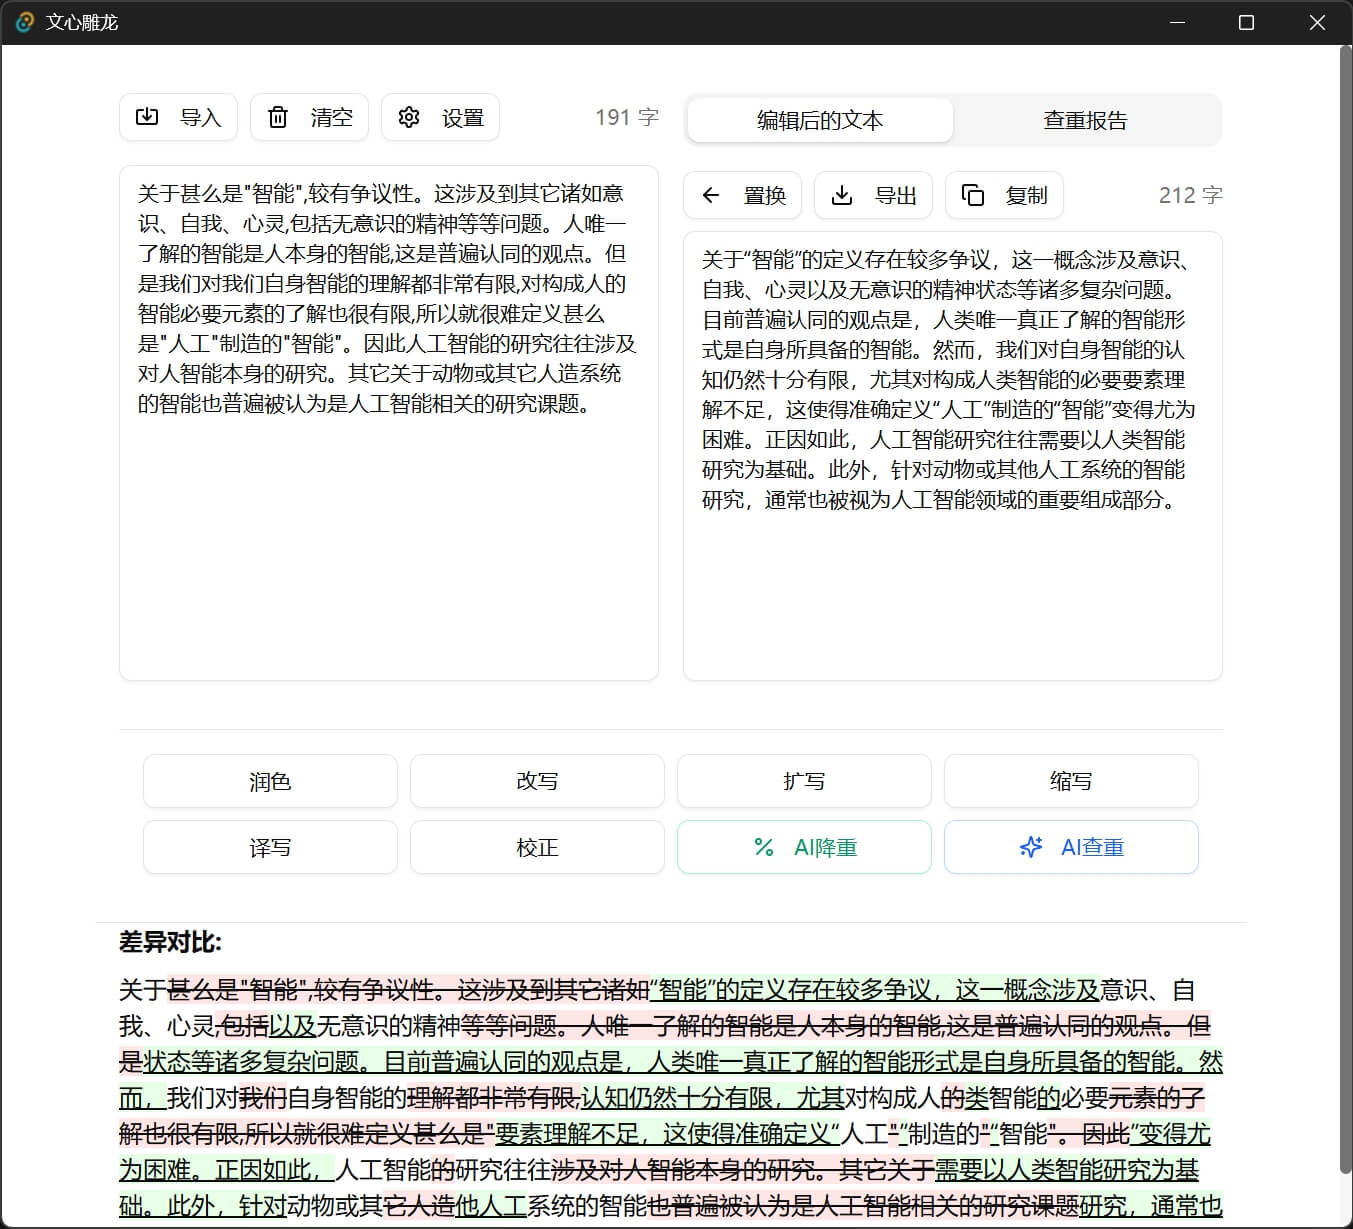 文心雕龙
导入
清空
设置
191 字
编辑后的文本
查重报告
关于甚么是"智能",较有争议性。这涉及到其它诸如意
识、自我、心灵,包括无意识的精神等等问题。人唯一
了解的智能是人本身的智能,这是普遍认同的观点。但
是我们对我们自身智能的理解都非常有限,对构成人的
智能必要元素的了解也很有限,所以就很难定义甚么
是"人工"制造的"智能"。因此人工智能的研究往往涉及
对人智能本身的研究。其它关于动物或其它人造系统
的智能也普遍被认为是人工智能相关的研究课题。
置换
导出
复制
212 字
关于“智能”的定义存在较多争议，这一概念涉及意识、
自我、心灵以及无意识的精神状态等诸多复杂问题。
目前普遍认同的观点是，人类唯一真正了解的智能形
式是自身所具备的智能。然而，我们对自身智能的认
知仍然十分有限，尤其对构成人类智能的必要要素理
解不足，这使得准确定义“人工”制造的“智能”变得尤为
困难。正因如此，人工智能研究往往需要以人类智能
研究为基础。此外，针对动物或其他人工系统的智能
研究，通常也被视为人工智能领域的重要组成部分。
润色
改写
扩写
缩写
译写
校正
AI降重
AI查重
差异对比:
关于甚么是"智能",较有争议性。这涉及到其它诸如“智能”的定义存在较多争议，这一概念涉及意识、自
我、心灵,包括以及无意识的精神等等问题。人唯一了解的智能是人本身的智能,这是普遍认同的观点。但
是状态等诸多复杂问题。目前普遍认同的观点是，人类唯一真正了解的智能形式是自身所具备的智能。然
而，我们对我们自身智能的理解都非常有限,认知仍然十分有限，尤其对构成人的类智能的必要元素的了
解也很有限,所以就很难定义甚么是"要素理解不足，这使得准确定义“人工"”制造的"“智能"。因此”变得尤
为困难。正因如此，人工智能的研究往往涉及对人智能本身的研究。其它关于需要以人类智能研究为基
础。此外，针对动物或其它人造他人工系统的智能也普遍被认为是人工智能相关的研究课题研究，通常也